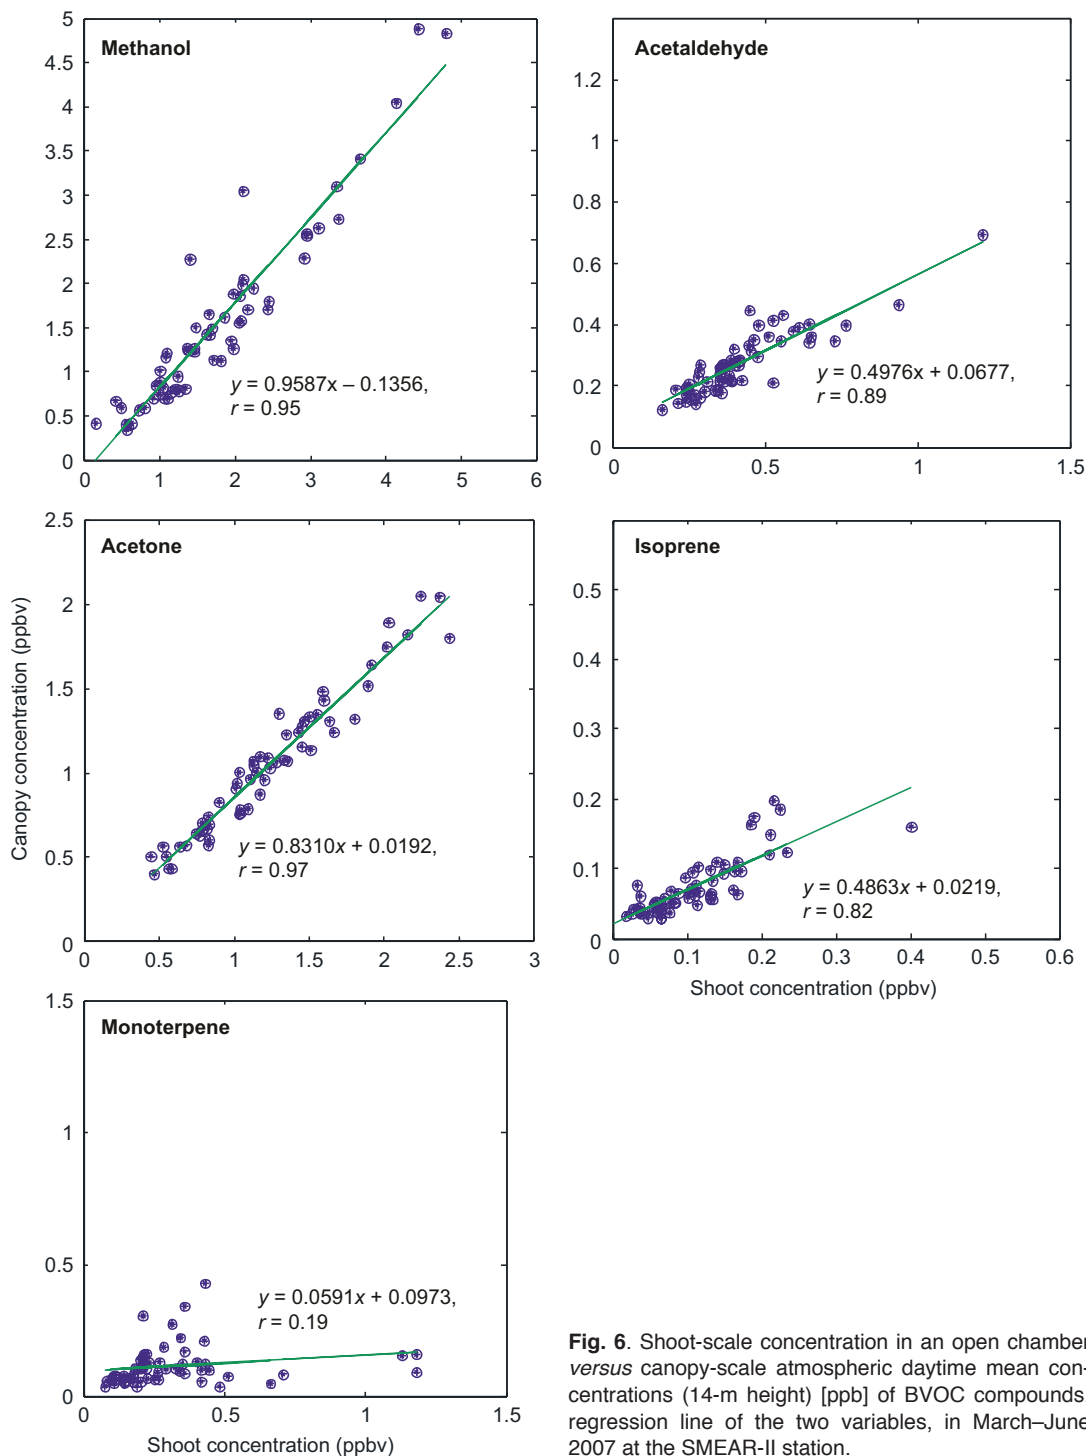 Methanol
5
4.5
4
3.5
3
2.5
2
1.5
1
0.5
0
0 1 2 3 4 5 6
y = 0.9587x – 0.1356,
r = 0.95
Acetaldehyde
1.2
1
0.8
0.6
0.4
0.2
0
0 0.5 1 1.5
y = 0.4976x + 0.0677,
r = 0.89
Canopy concentration (ppbv)
Acetone
2.5
2
1.5
1
0.5
0
0 0.5 1 1.5 2 2.5 3
y = 0.8310x + 0.0192,
r = 0.97
Isoprene
0.5
0.4
0.3
0.2
0.1
0
0 0.1 0.2 0.3 0.4 0.5 0.6
y = 0.4863x + 0.0219,
r = 0.82
Shoot concentration (ppbv)
Monoterpene
1.5
1
0.5
0
0 0.5 1 1.5
y = 0.0591x + 0.0973,
r = 0.19
Shoot concentration (ppbv)
Fig. 6. Shoot-scale concentration in an open chamber
versus canopy-scale atmospheric daytime mean con-
centrations (14-m height) [ppb] of BVOC compounds
regression line of the two variables, in March–June
2007 at the SMEAR-II station.